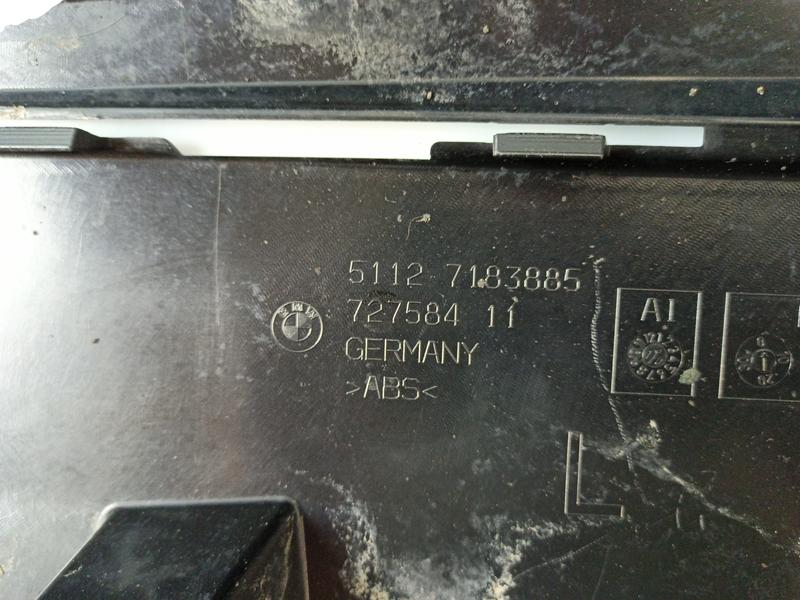 5112 7183885
727584 11
GERMANY
>ABS<
AI
L